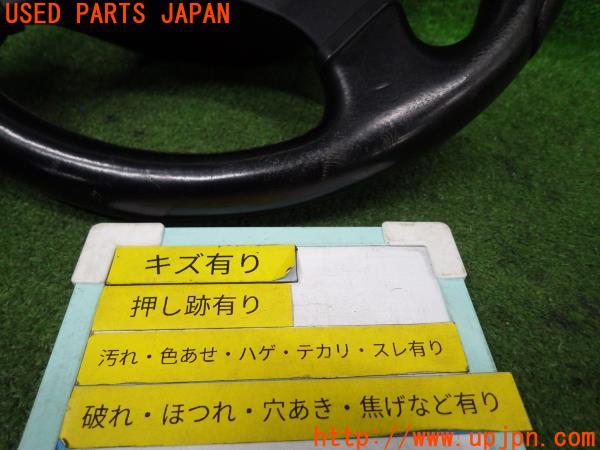 USED PARTS JAPAN
キズ有り
押し跡有り
汚れ・色あせ・ハゲ・テカリ・スレ有り
破れ・ほつれ・穴あき・焦げなど有り
http://www.upjpn.com